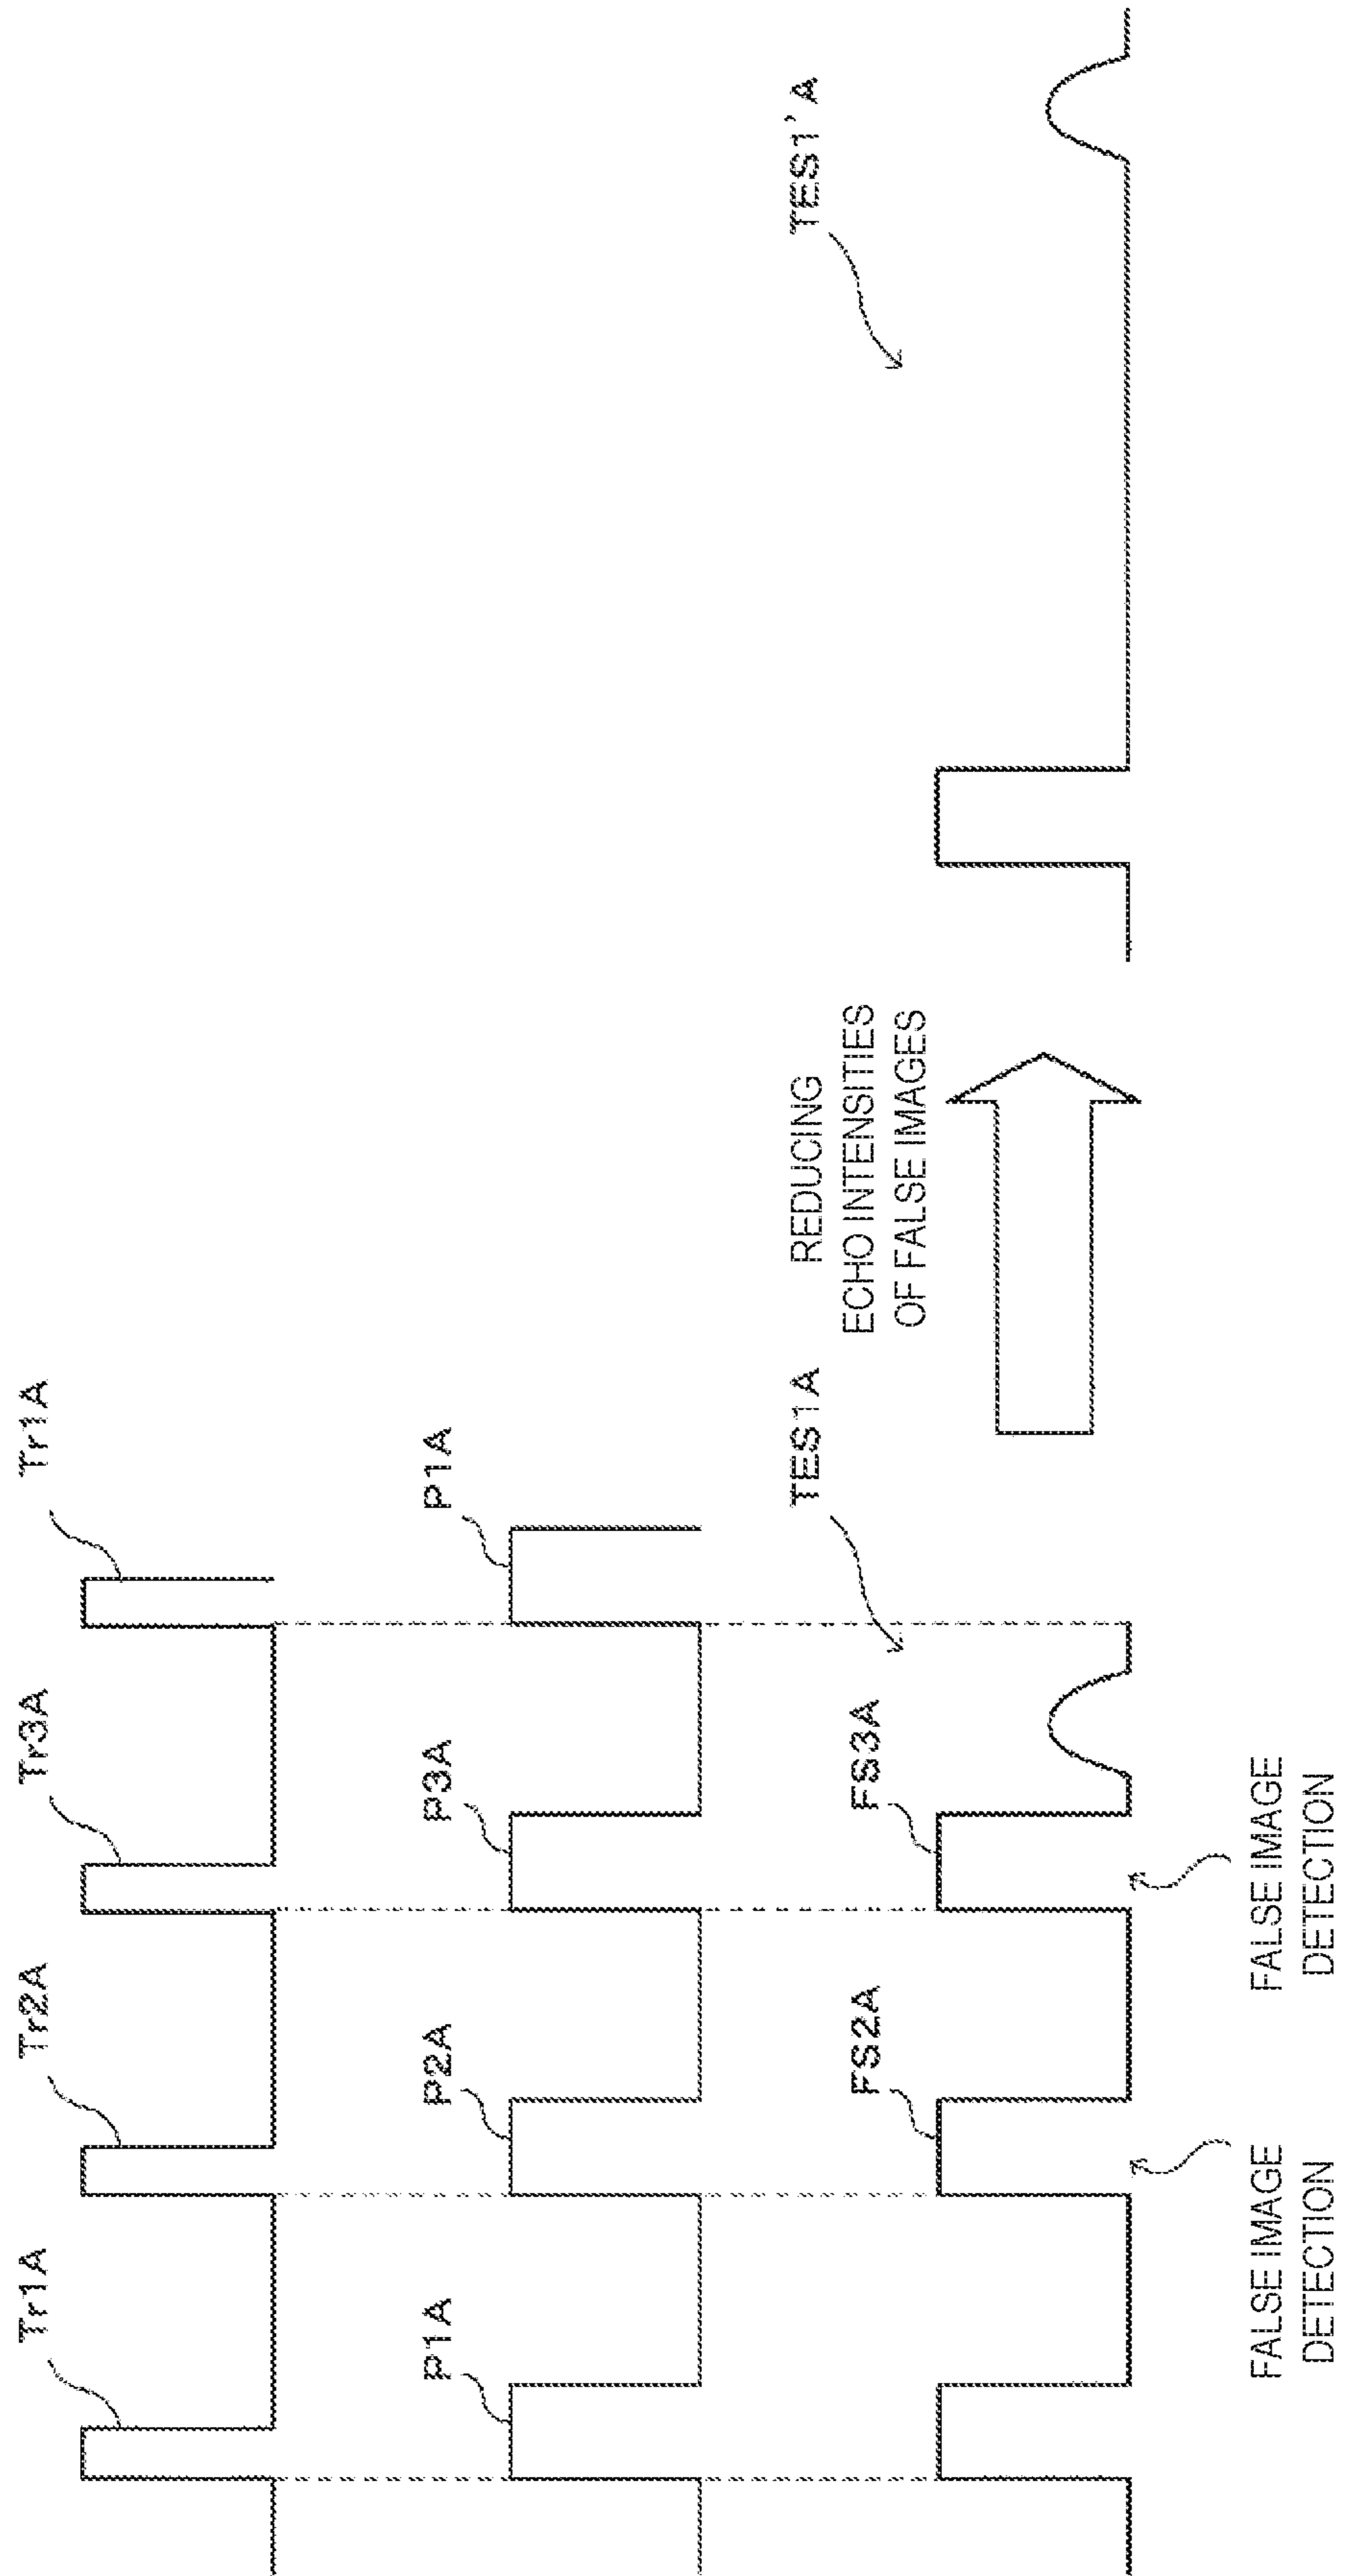 Tr1A
Tr2A
Tr3A
Tr1A
P1A
P2A
P3A
P1A
FS2A
FS3A
TES1A
REDUCING
ECHO INTENSITIES
OF FALSE IMAGES
TES1'A
FALSE IMAGE
DETECTION
FALSE IMAGE
DETECTION